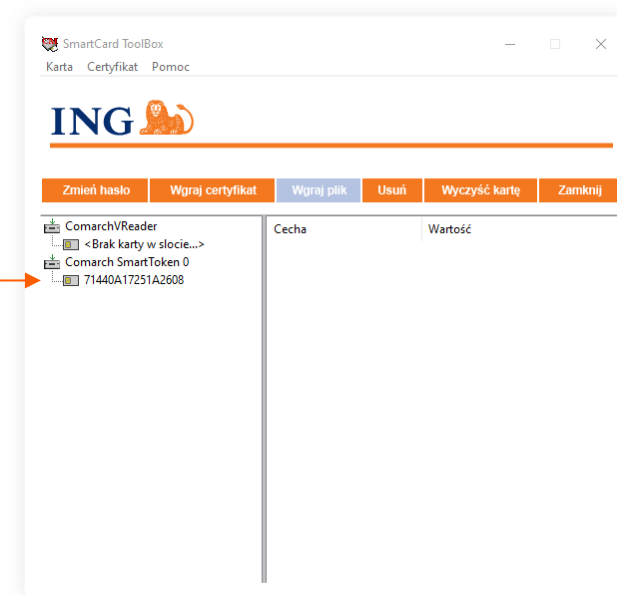 SmartCard ToolBox
Karta Certyfikat Pomoc
ING
Zmień hasło Wgraj certyfikat Wgraj plik Usuń Wyczyść kartę Zamknij
ComarchVReader
<Brak karty w slocie...>
Comarch SmartToken 0
71440A17251A2608
Cecha Wartość